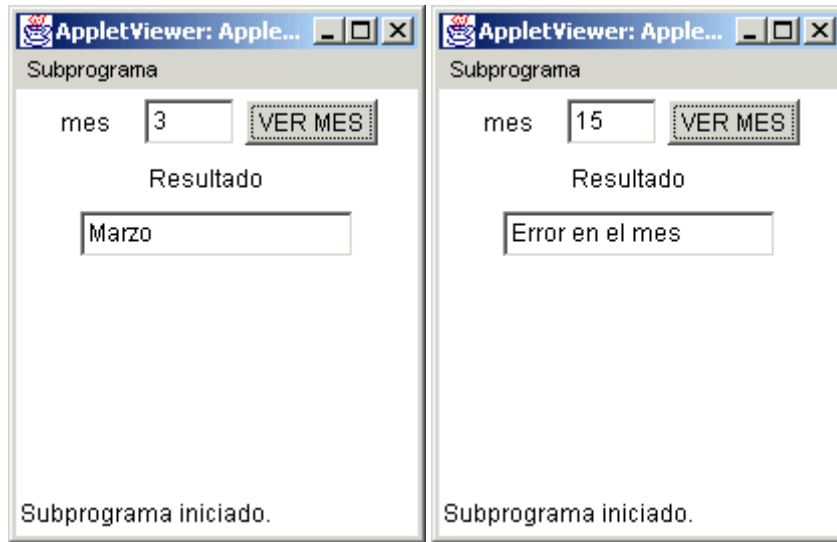 AppletViewer: Apple...
Subprograma
mes 3 VER MES
Resultado
Marzo
Subprograma iniciado.
AppletViewer: Apple...
Subprograma
mes 15 VER MES
Resultado
Error en el mes
Subprograma iniciado.